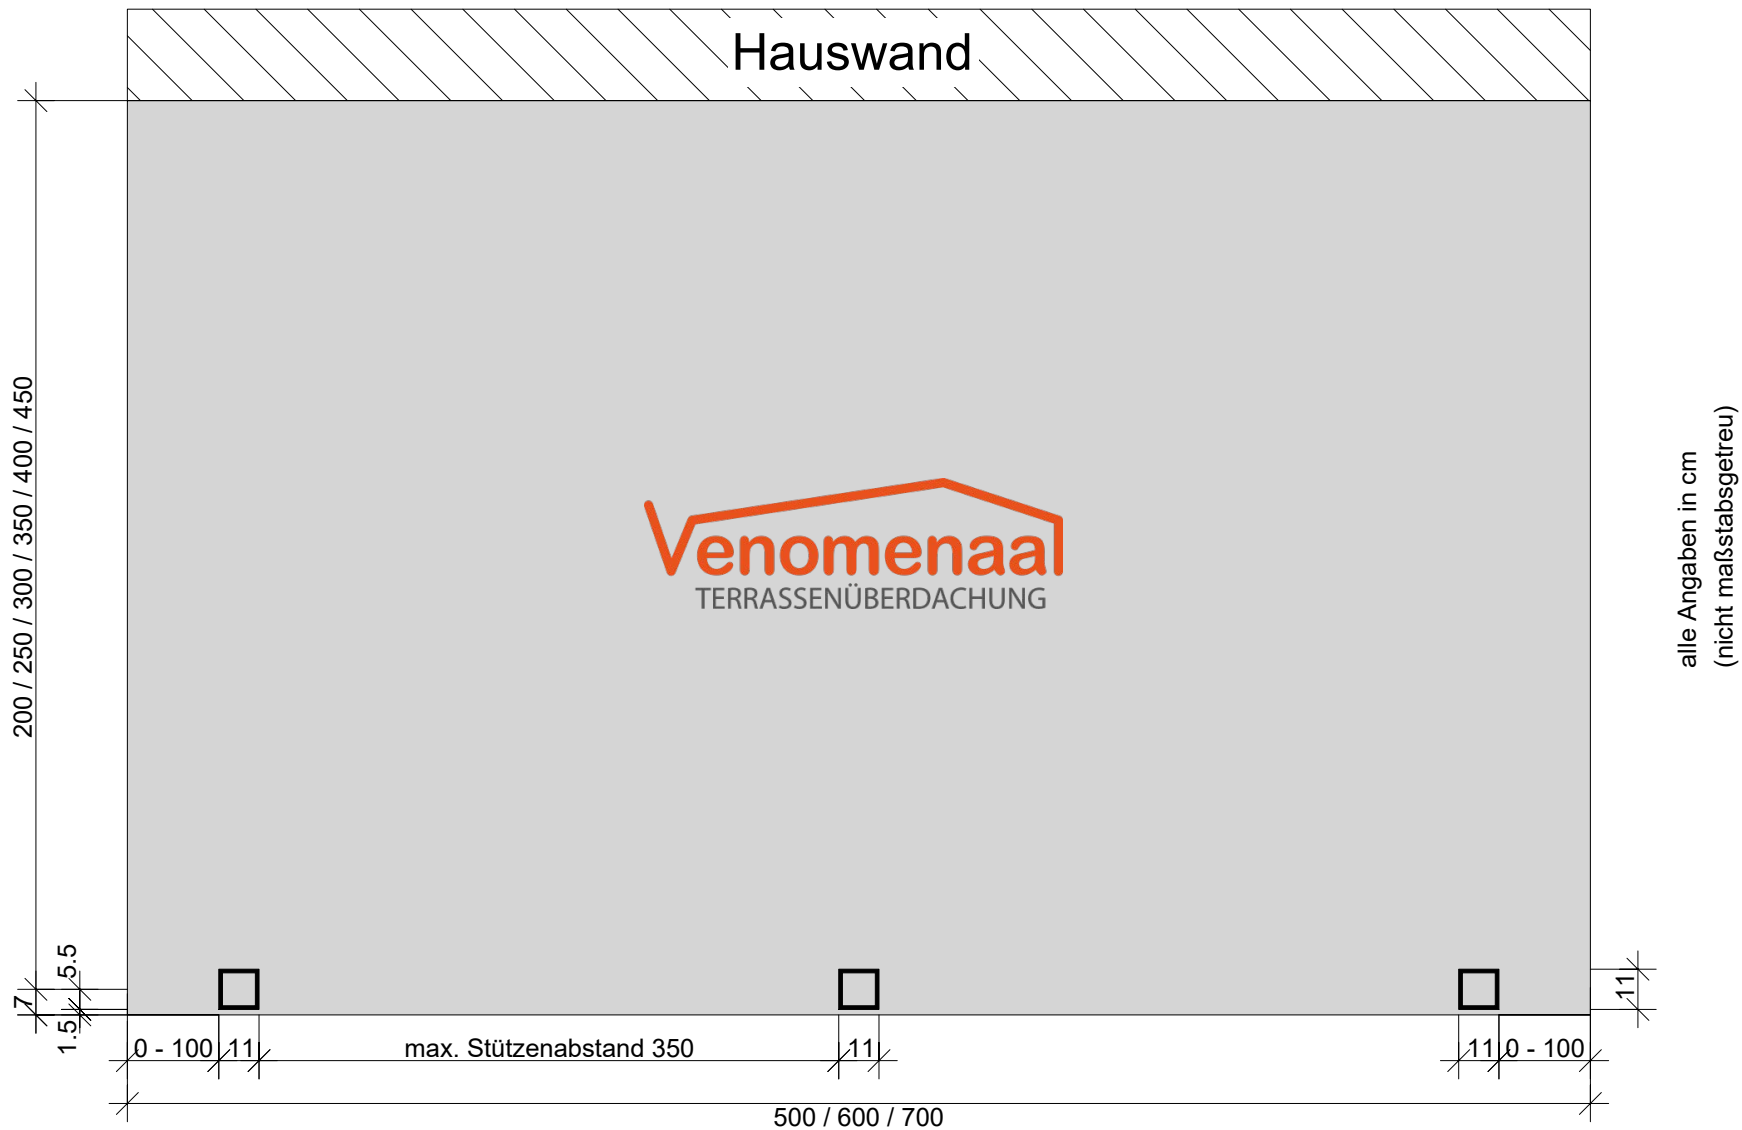 Hauswand
200 / 250 / 300 / 350 / 400 / 450
alle Angaben in cm
(nicht maßstabsgetreu)
Venomenaal
TERRASSENÜBERDACHUNG
5.5
7
1.5
11
0 - 100
11
max. Stützenabstand 350
11
11
0 - 100
500 / 600 / 700